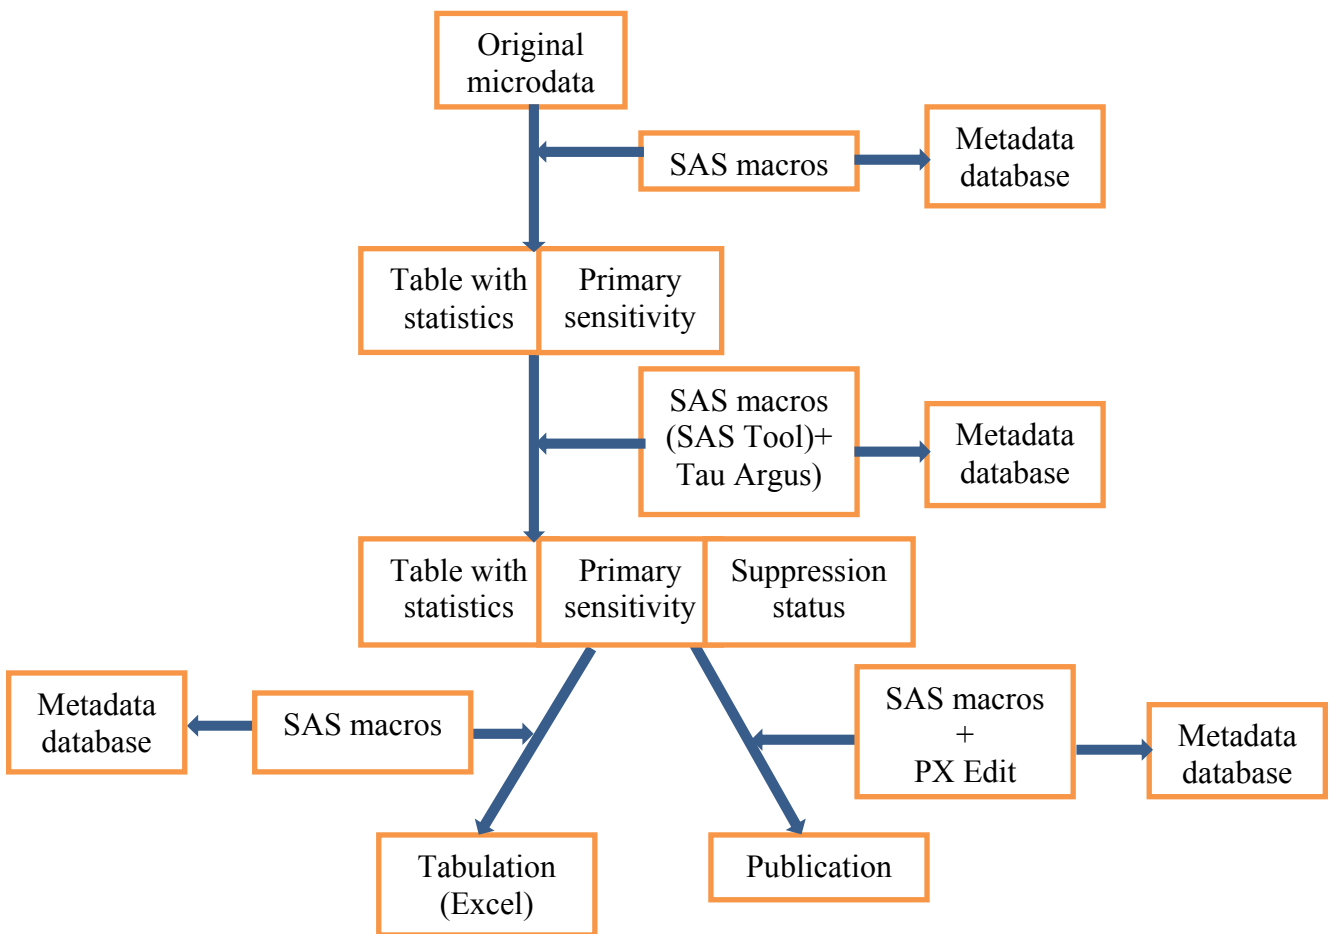 Original
microdata
SAS macros
Metadata
database
Table with
statistics
Primary
sensitivity
SAS macros
(SAS Tool)+
Tau Argus)
Metadata
database
Table with
statistics
Primary
sensitivity
Suppression
status
Metadata
database
SAS macros
SAS macros
+
PX Edit
Metadata
database
Tabulation
(Excel)
Publication